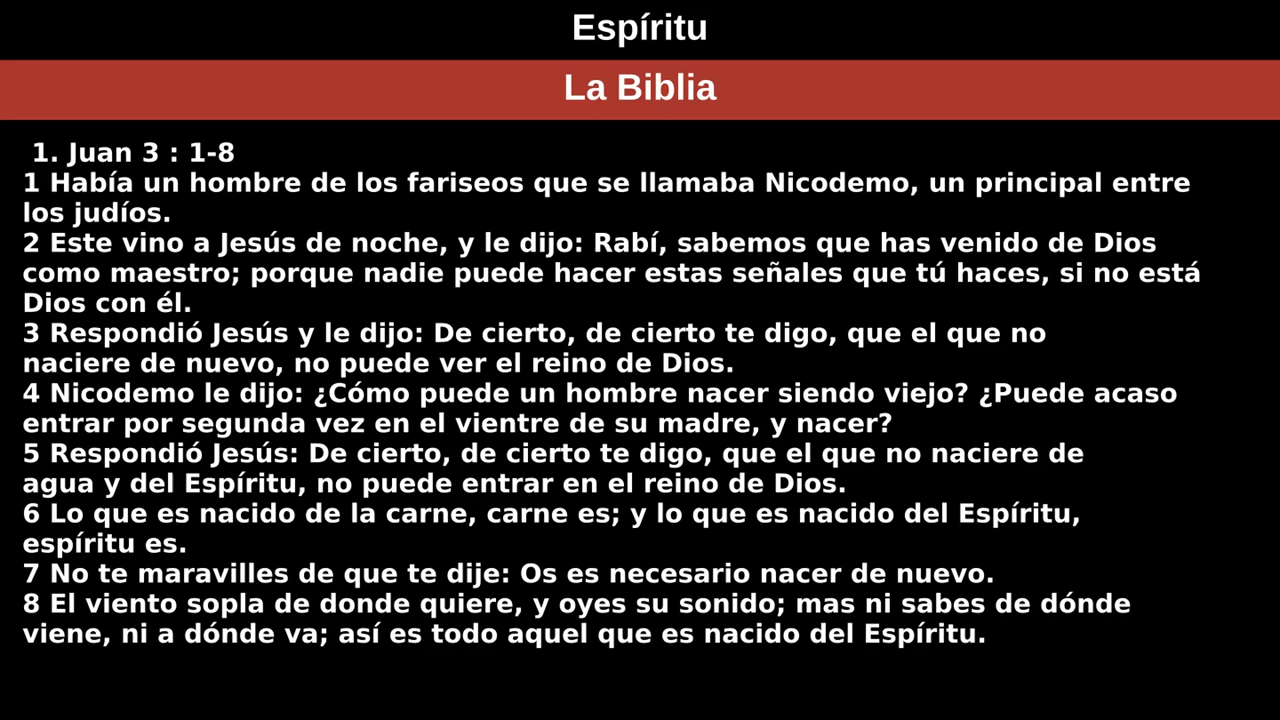 Espíritu
La Biblia
1. Juan 3 : 1-8
1 Había un hombre de los fariseos que se llamaba Nicodemo, un principal entre
los judíos.
2 Este vino a Jesús de noche, y le dijo: Rabí, sabemos que has venido de Dios
como maestro; porque nadie puede hacer estas señales que tú haces, si no está
Dios con él.
3 Respondió Jesús y le dijo: De cierto, de cierto te digo, que el que no
naciere de nuevo, no puede ver el reino de Dios.
4 Nicodemo le dijo: ¿Cómo puede un hombre nacer siendo viejo? ¿Puede acaso
entrar por segunda vez en el vientre de su madre, y nacer?
5 Respondió Jesús: De cierto, de cierto te digo, que el que no naciere de
agua y del Espíritu, no puede entrar en el reino de Dios.
6 Lo que es nacido de la carne, carne es; y lo que es nacido del Espíritu,
espíritu es.
7 No te maravilles de que te dije: Os es necesario nacer de nuevo.
8 El viento sopla de donde quiere, y oyes su sonido; mas ni sabes de dónde
viene, ni a dónde va; así es todo aquel que es nacido del Espíritu.